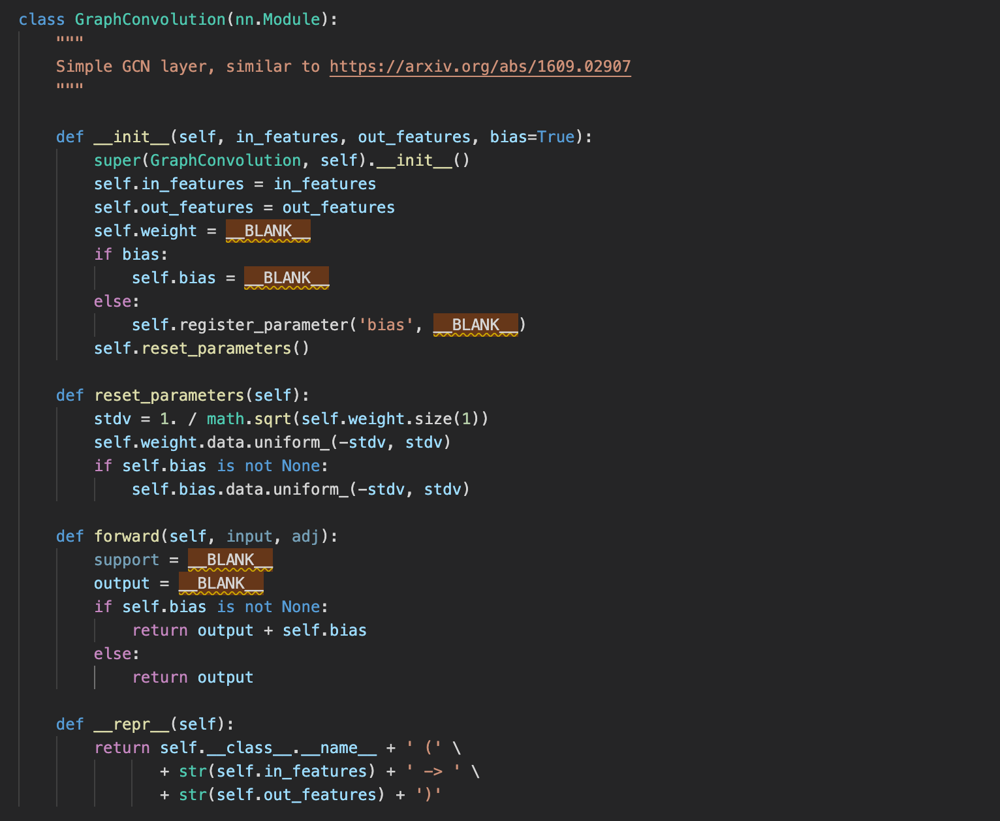 class GraphConvolution(nn.Module):
    """
    Simple GCN layer, similar to https://arxiv.org/abs/1609.02907
    """

    def __init__(self, in_features, out_features, bias=True):
        super(GraphConvolution, self).__init__()
        self.in_features = in_features
        self.out_features = out_features
        self.weight = __BLANK__
        if bias:
            self.bias = __BLANK__
        else:
            self.register_parameter('bias', __BLANK__)
        self.reset_parameters()

    def reset_parameters(self):
        stdv = 1. / math.sqrt(self.weight.size(1))
        self.weight.data.uniform_(-stdv, stdv)
        if self.bias is not None:
            self.bias.data.uniform_(-stdv, stdv)

    def forward(self, input, adj):
        support = __BLANK__
        output = __BLANK__
        if self.bias is not None:
            return output + self.bias
        else:
            return output

    def __repr__(self):
        return self.__class__.__name__ + ' (' \
               + str(self.in_features) + ' -> ' \
               + str(self.out_features) + ')'